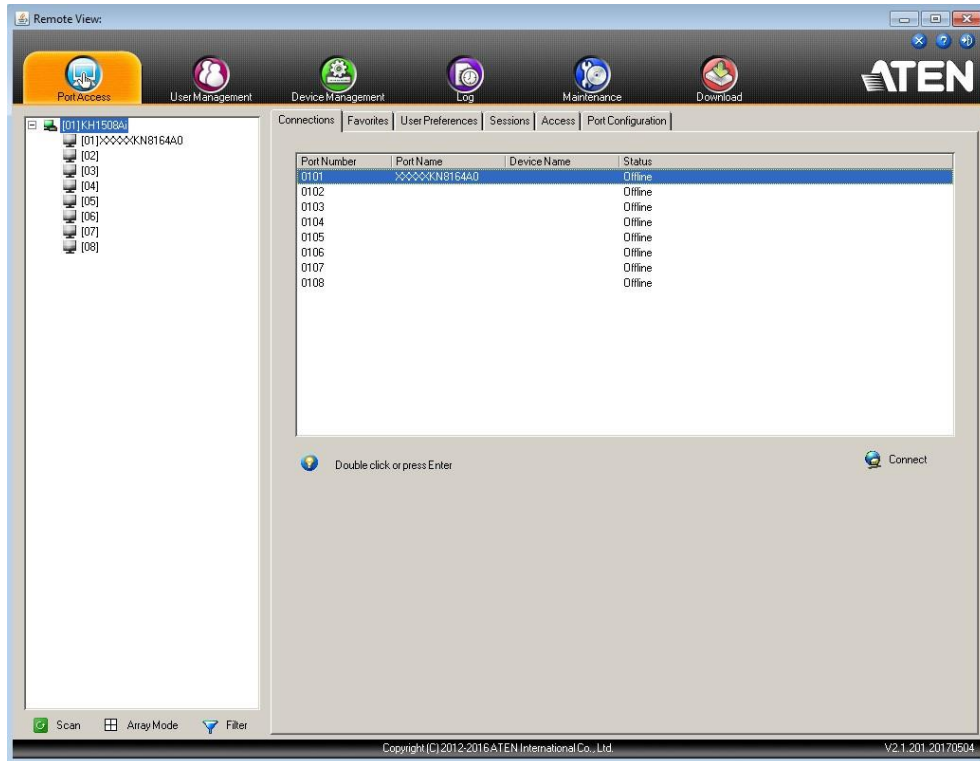 Remote View:
ATEN
Port Access User Management Device Management Log Maintenance Download
[01]KH1508Ai
[01]XXXXXKN8164A0
[02]
[03]
[04]
[05]
[06]
[07]
[08]
Connections Favorites User Preferences Sessions Access Port Configuration
Port Number Port Name Device Name Status
0101 XXXXXKN8164A0 Offline
0102 Offline
0103 Offline
0104 Offline
0105 Offline
0106 Offline
0107 Offline
0108 Offline
Double click or press Enter
Connect
Scan Array Mode Filter
Copyright (C) 2012-2016 ATEN International Co., Ltd.
V2.1.201.20170504